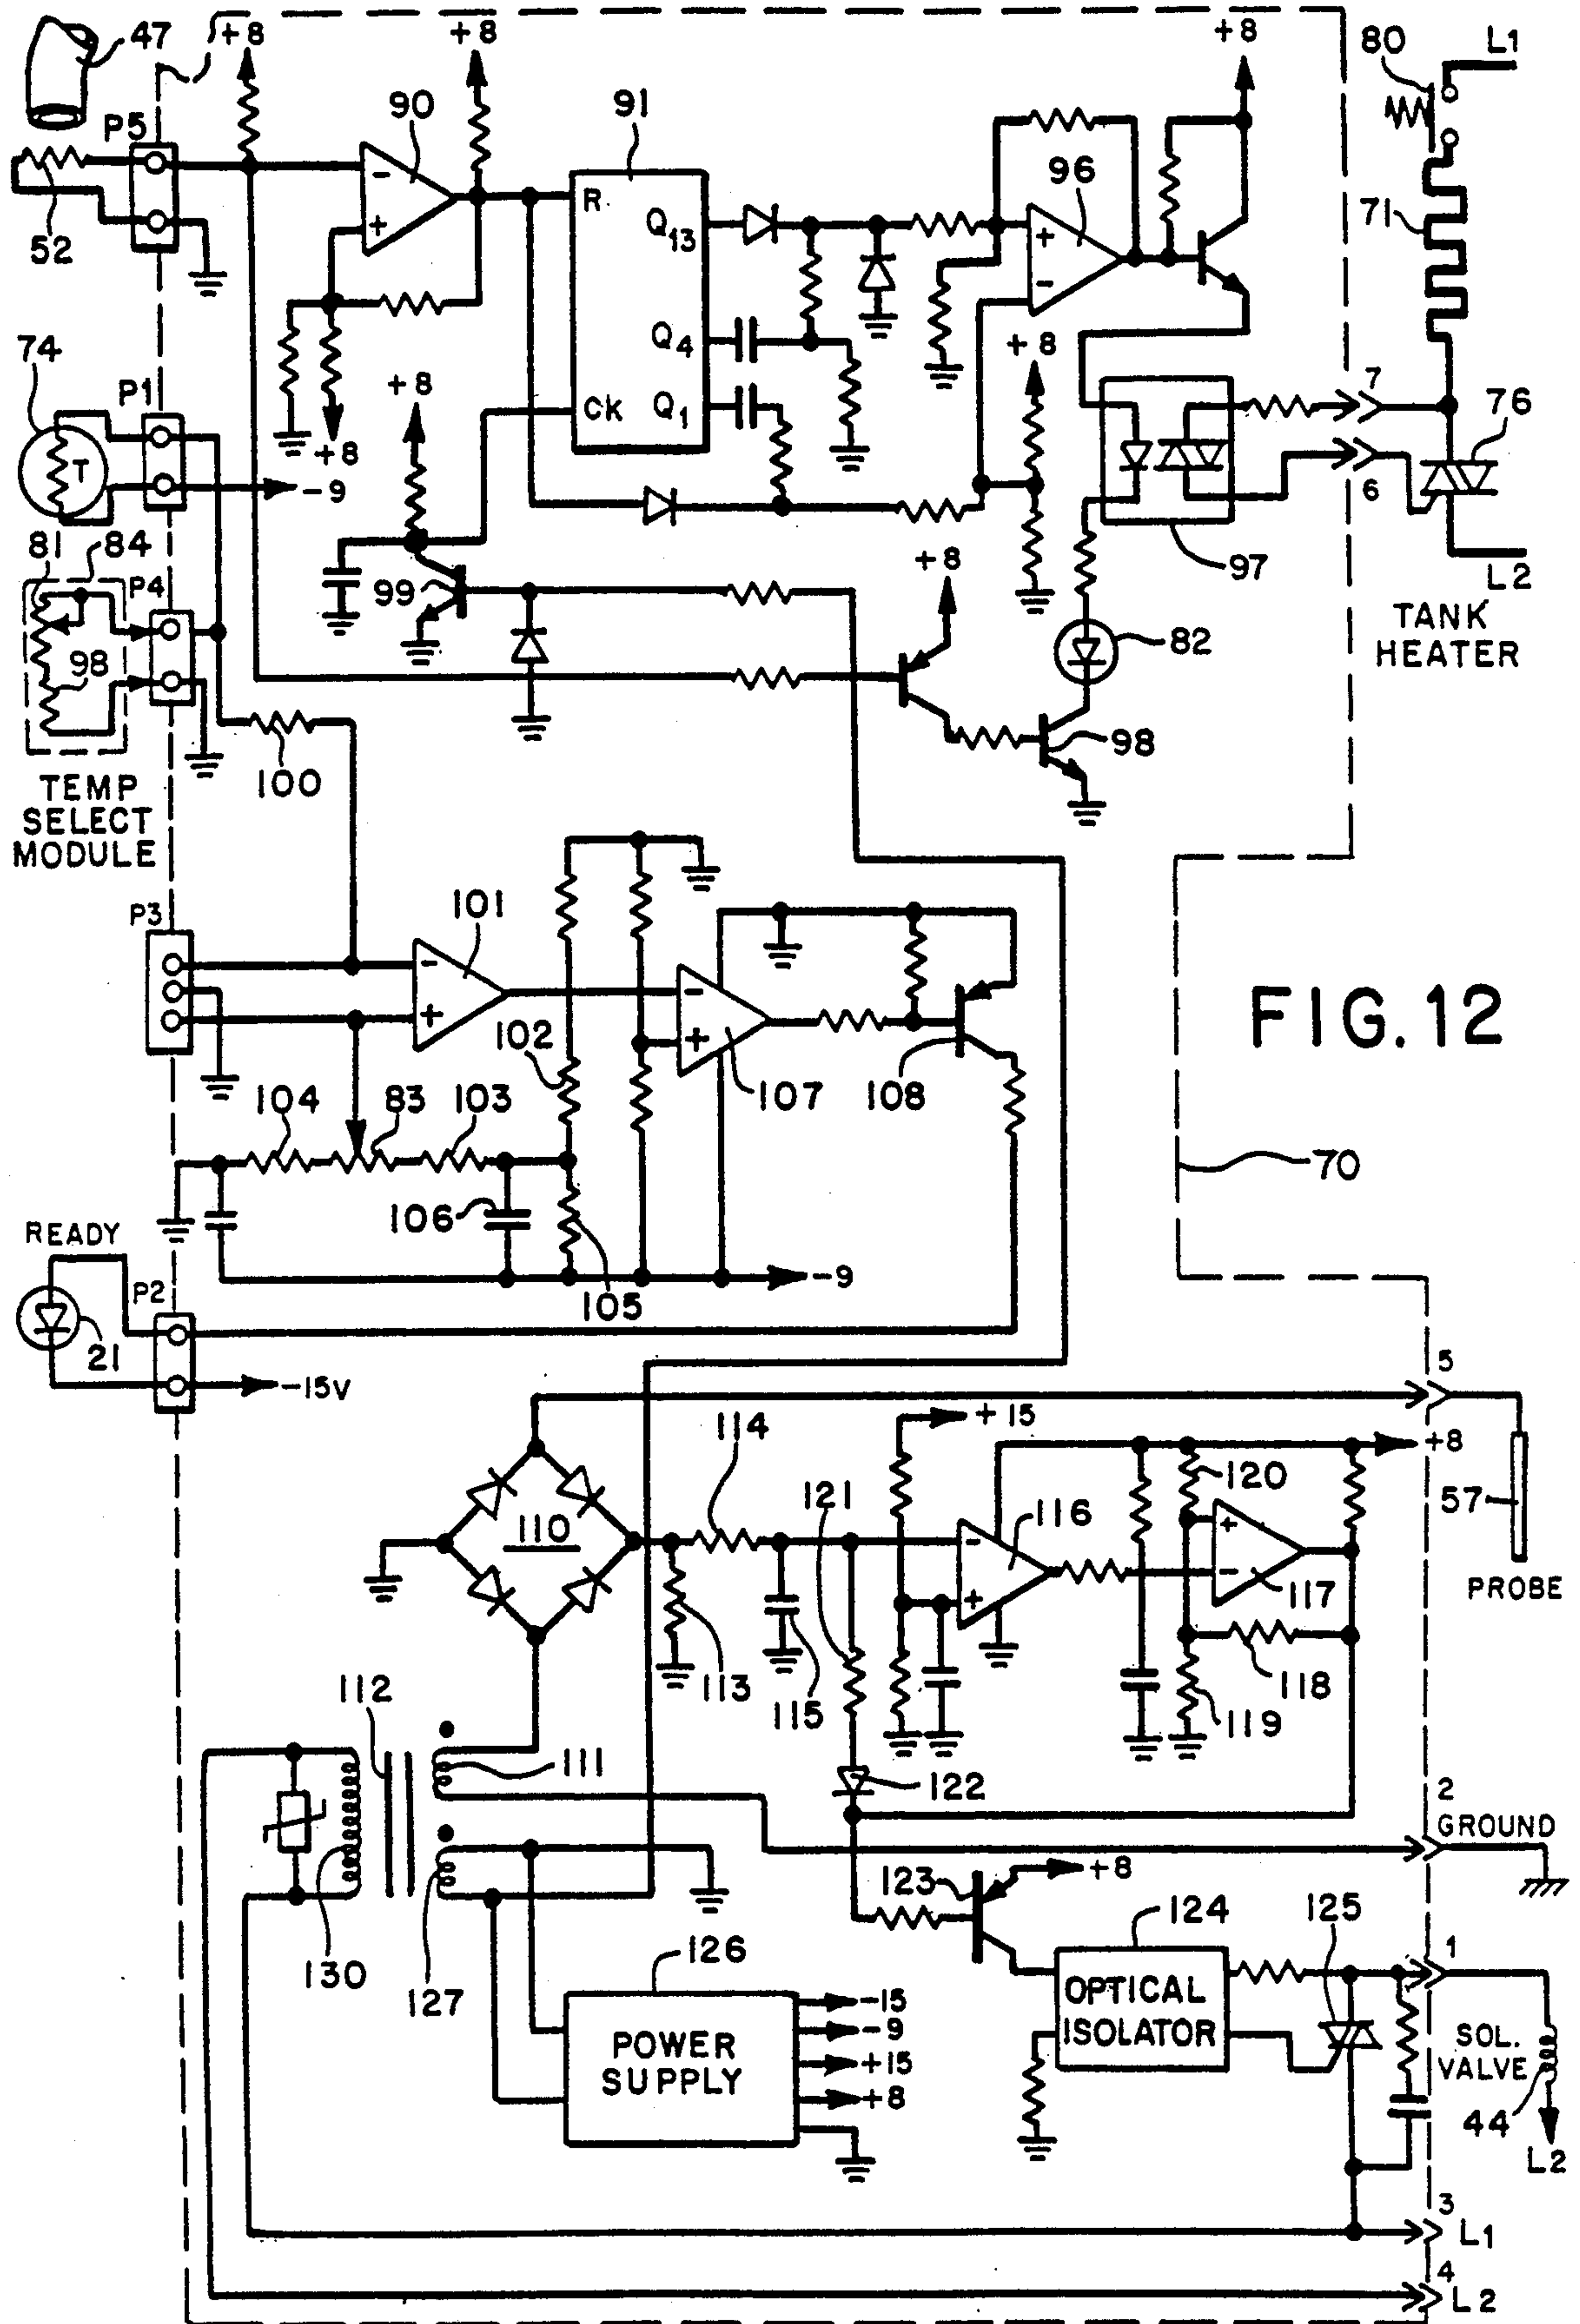 47
+8
+8
+8
80
L1
P5
90
91
52
-
+
R
Q13
Q4
Q1
CK
96
+
-
71
74
P1
T
-9
+8
+8
+8
7
6
76
97
L2
TANK
HEATER
81
84
P4
98
99
+8
82
98
100
TEMP
SELECT
MODULE
P3
101
-
+
102
-
+
107
108
FIG. 12
104
83
103
106
105
-9
70
READY
P2
21
-15V
5
114
+15
+8
120
57
110
121
-
+
116
+
-
117
PROBE
113
115
118
119
112
111
122
2
GROUND
123
+8
124
125
1
130
127
126
OPTICAL
ISOLATOR
POWER
SUPPLY
-15
-9
+15
+8
SOL.
VALVE
44
L2
3
L1
4
L2